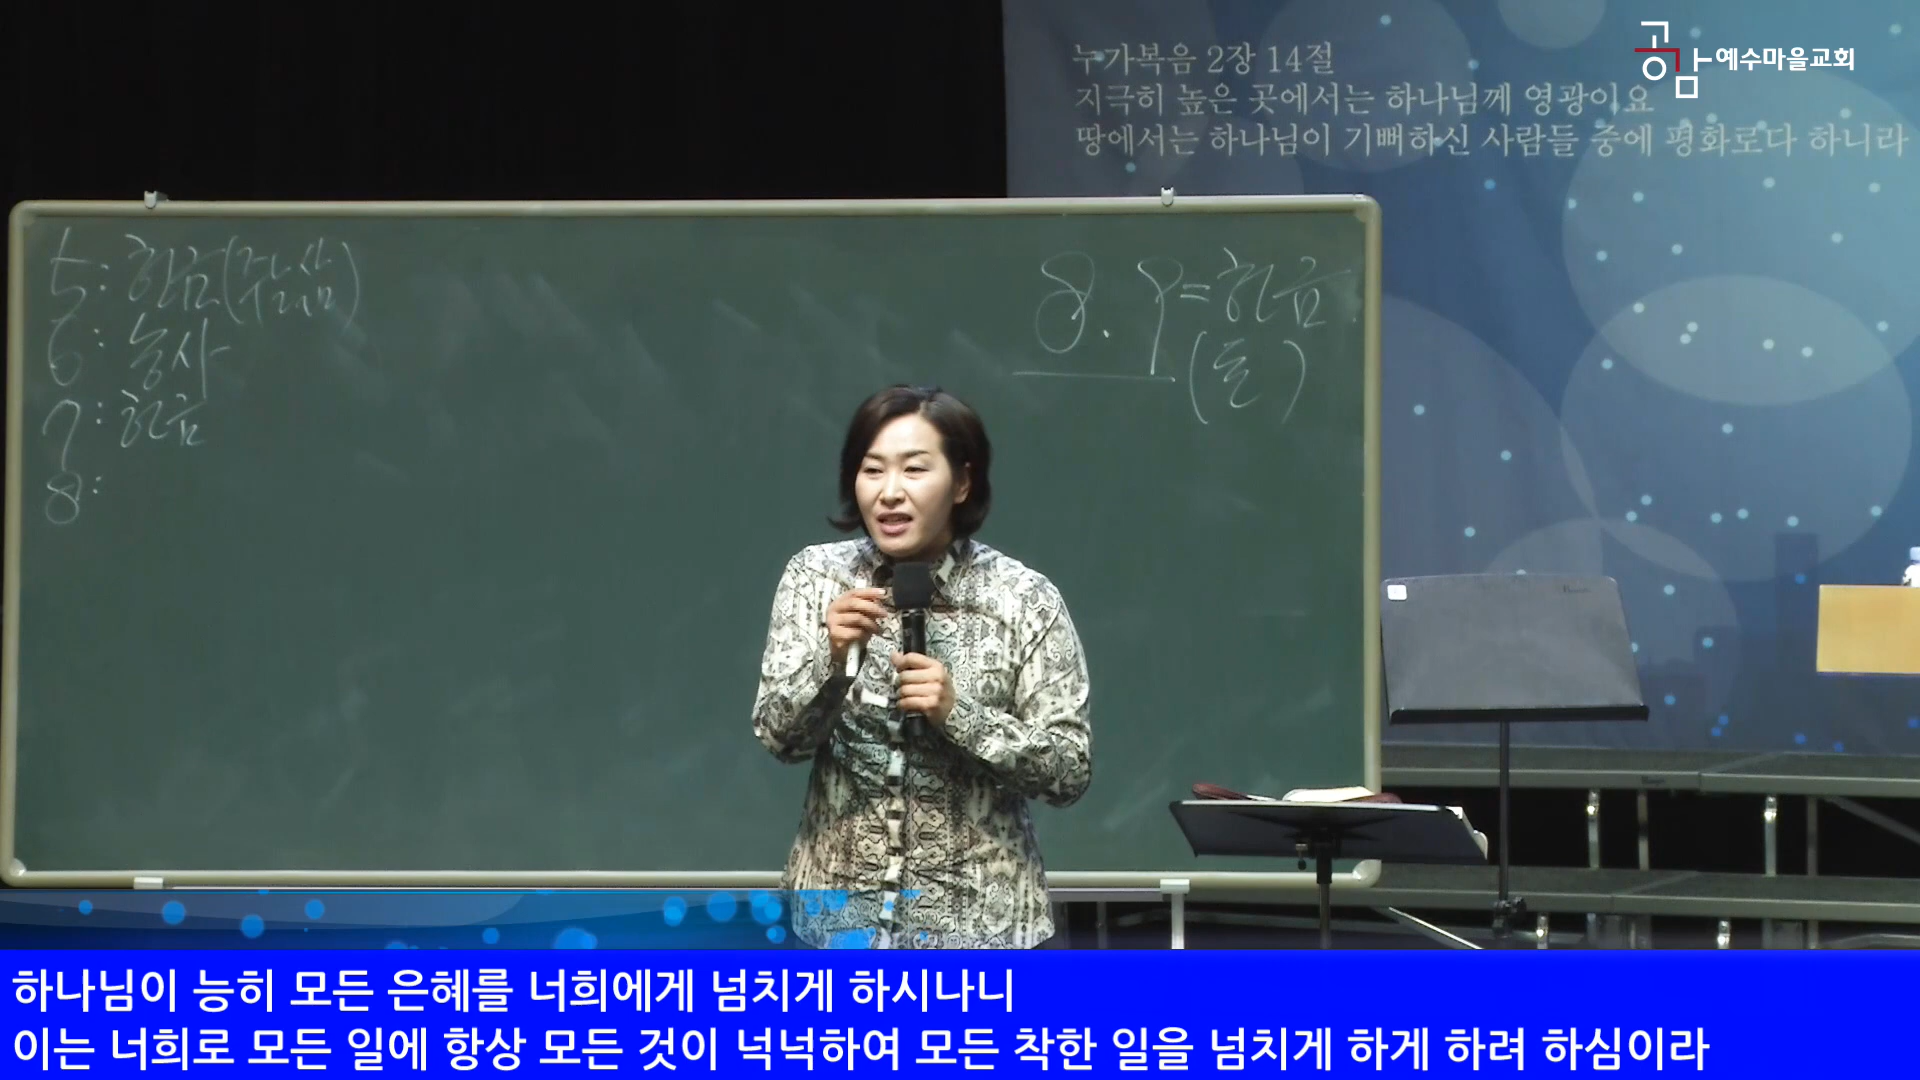 누가복음 2장 14절
지극히 높은 곳에서는 하나님께 영광이요
땅에서는 하나님이 기뻐하신 사람들 중에 평화로다 하니라
공감 예수마을교회
5: 헌금(주는 삶)
6: 농사
7: 헌금
8:
8. 9 = 헌금
(돈)
하나님이 능히 모든 은혜를 너희에게 넘치게 하시나니
이는 너희로 모든 일에 항상 모든 것이 넉넉하여 모든 착한 일을 넘치게 하게 하려 하심이라